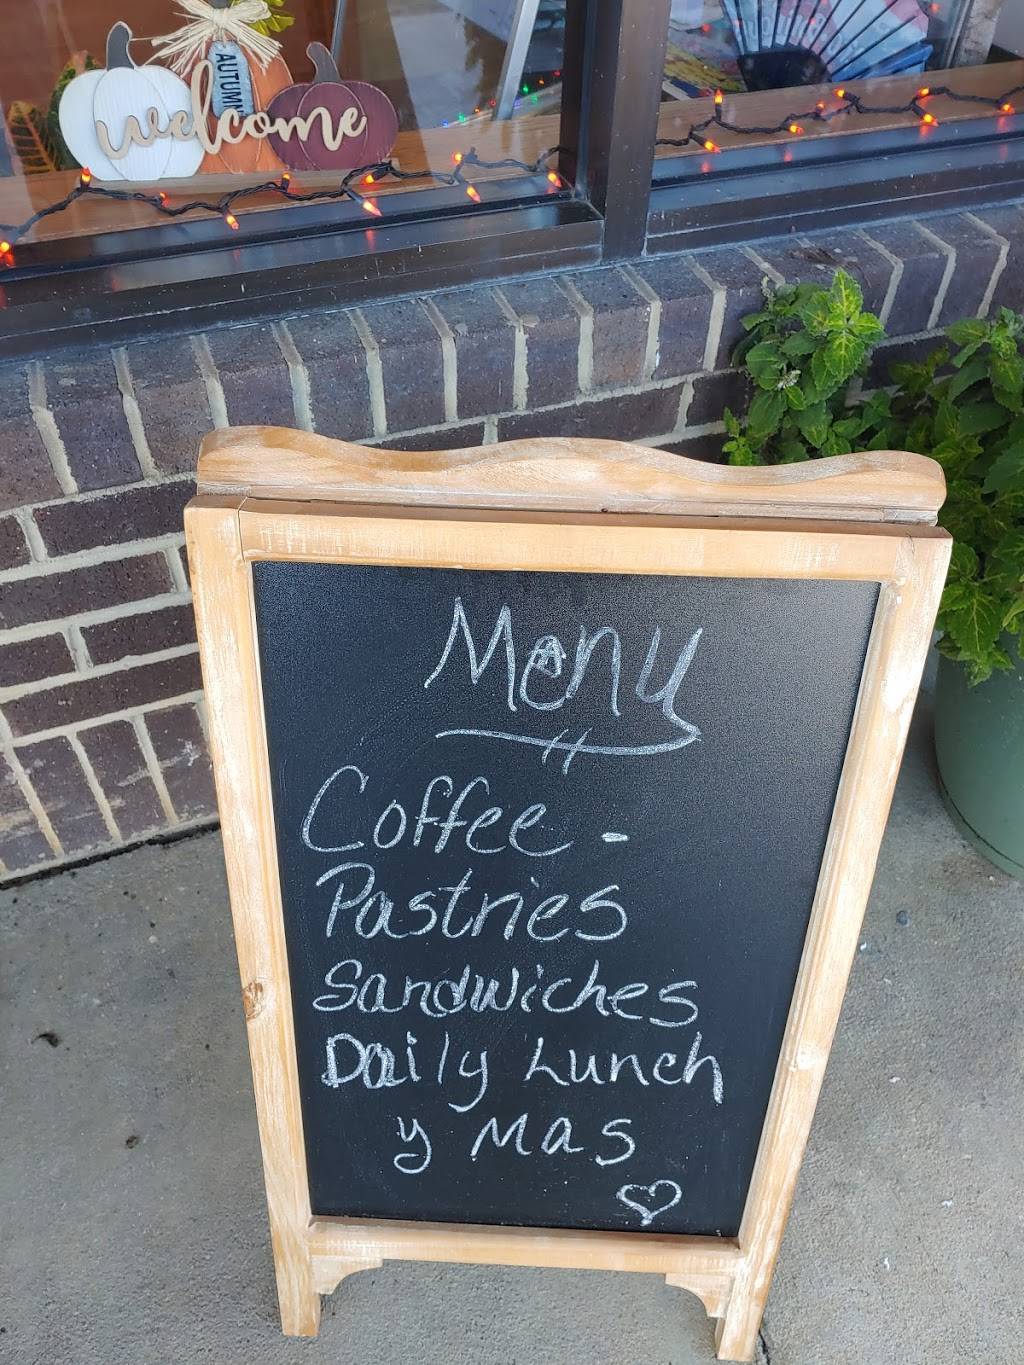 AUTUMN
welcome
Menu
Coffee -
Pastries
Sandwiches
Daily Lunch
y Mas